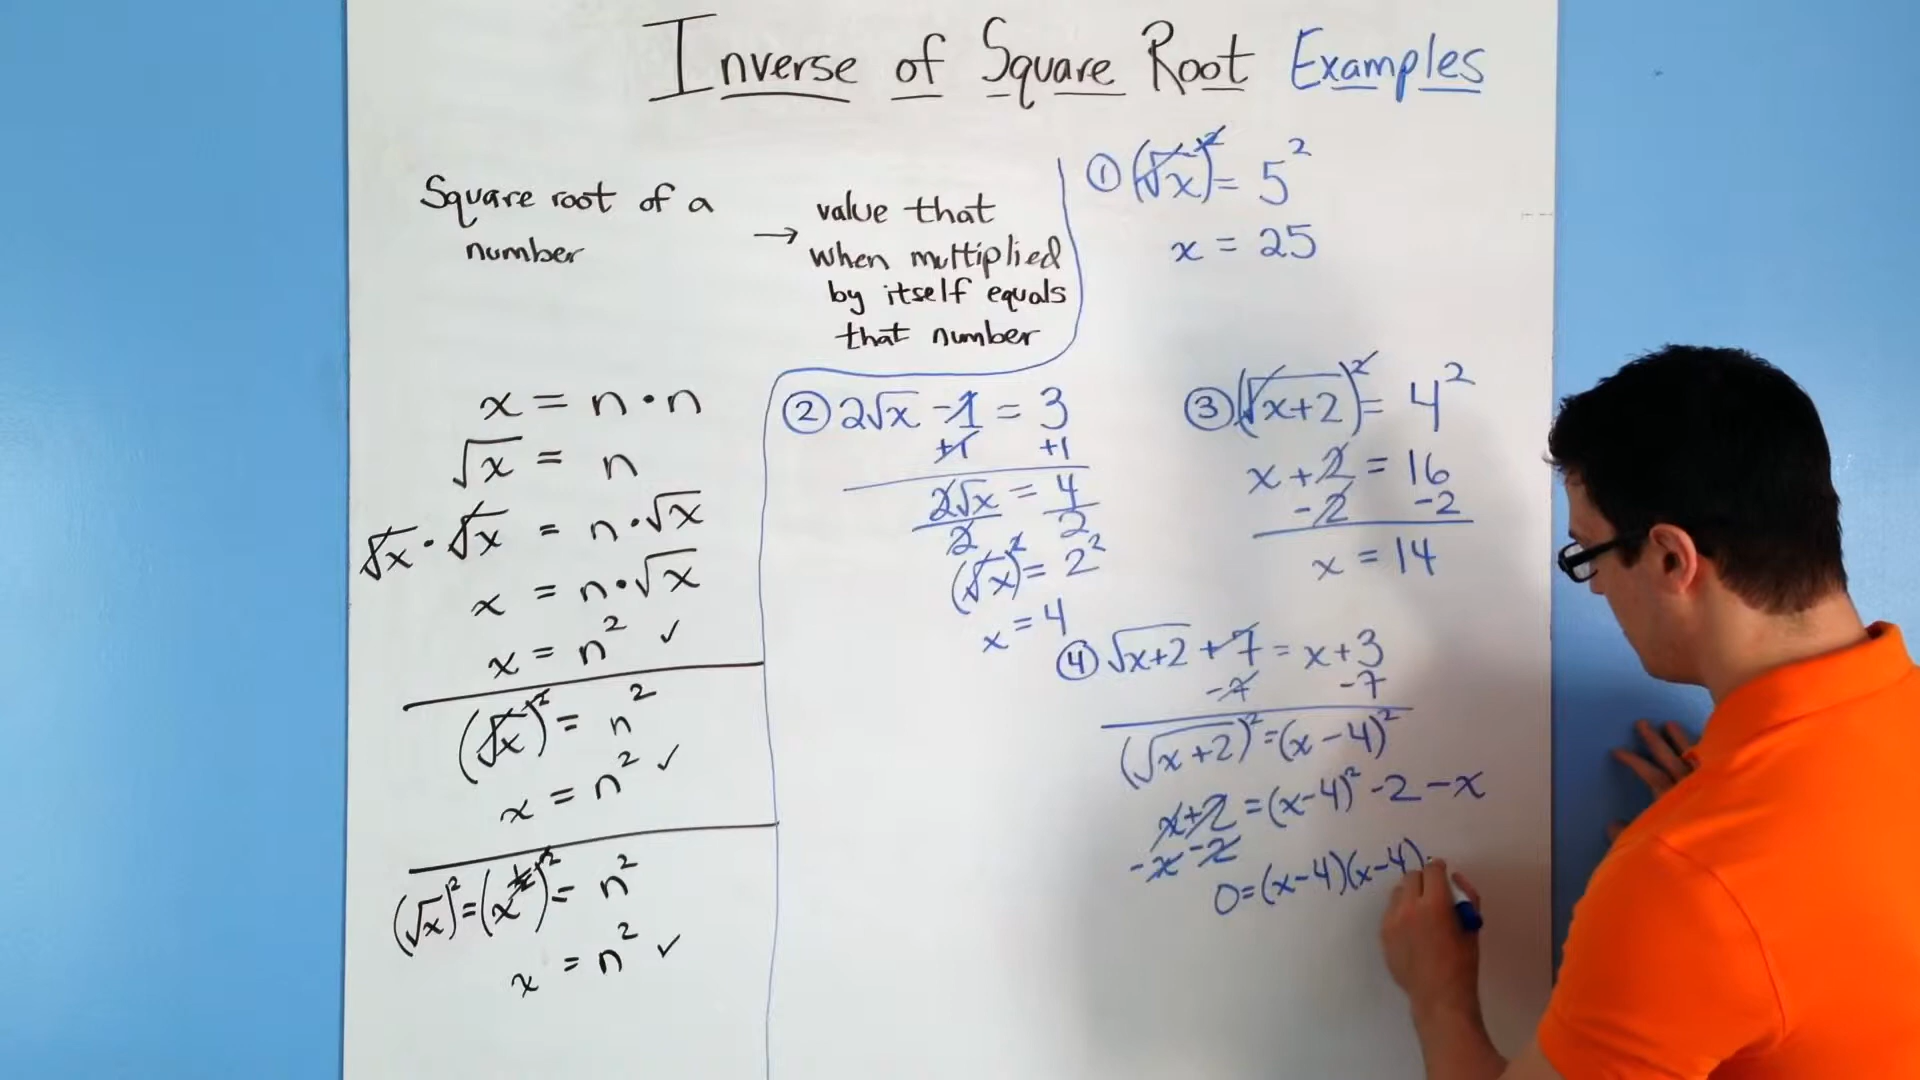 Inverse of Square Root Examples
Square root of a
number
→ value that
when multiplied
by itself equals
that number
x = n · n
√x = n
√x · √x = n · √x
x = n · √x
x = n² ✓
(√x)² = n²
x = n² ✓
(√x)² = (x^½)² = n²
x = n² ✓
① (√x)² = 5²
x = 25
② 2√x - 1 = 3
+1 +1
2√x = 4
2 2
(√x)² = 2²
x = 4
③ (√x+2)² = 4²
x + 2 = 16
-2 -2
x = 14
④ √x+2 + 7 = x + 3
-7 -7
(√x+2)² = (x - 4)²
x + 2 = (x - 4)² - 2 - x
-x - 2
0 = (x - 4)(x - 4)